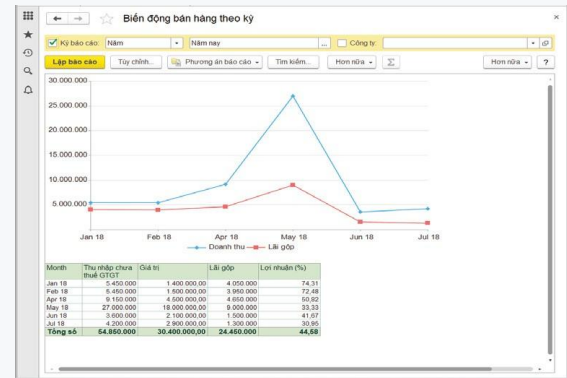 Biến động bán hàng theo kỳ
Kỳ báo cáo: Năm Năm nay ... Công ty:
Lập báo cáo Tùy chỉnh... Phương án báo cáo Tìm kiếm... Hơn nữa Σ Hơn nữa ?
30.000.000
25.000.000
20.000.000
15.000.000
10.000.000
5.000.000
Jan 18 Feb 18 Apr 18 May 18 Jun 18 Jul 18
Doanh thu Lãi gộp
Month Thu nhập chưa thuế GTGT Giá trị Lãi gộp Lợi nhuận (%)
Jan 18 5.450.000 1.400.000,00 4.050.000 74,31
Feb 18 5.450.000 1.500.000,00 3.950.000 72,48
Apr 18 9.150.000 4.500.000,00 4.650.000 50,82
May 18 27.000.000 18.000.000,00 9.000.000 33,33
Jun 18 3.600.000 2.100.000,00 1.500.000 41,67
Jul 18 4.200.000 2.900.000,00 1.300.000 30,95
Tổng số 54.850.000 30.400.000,00 24.450.000 44,58